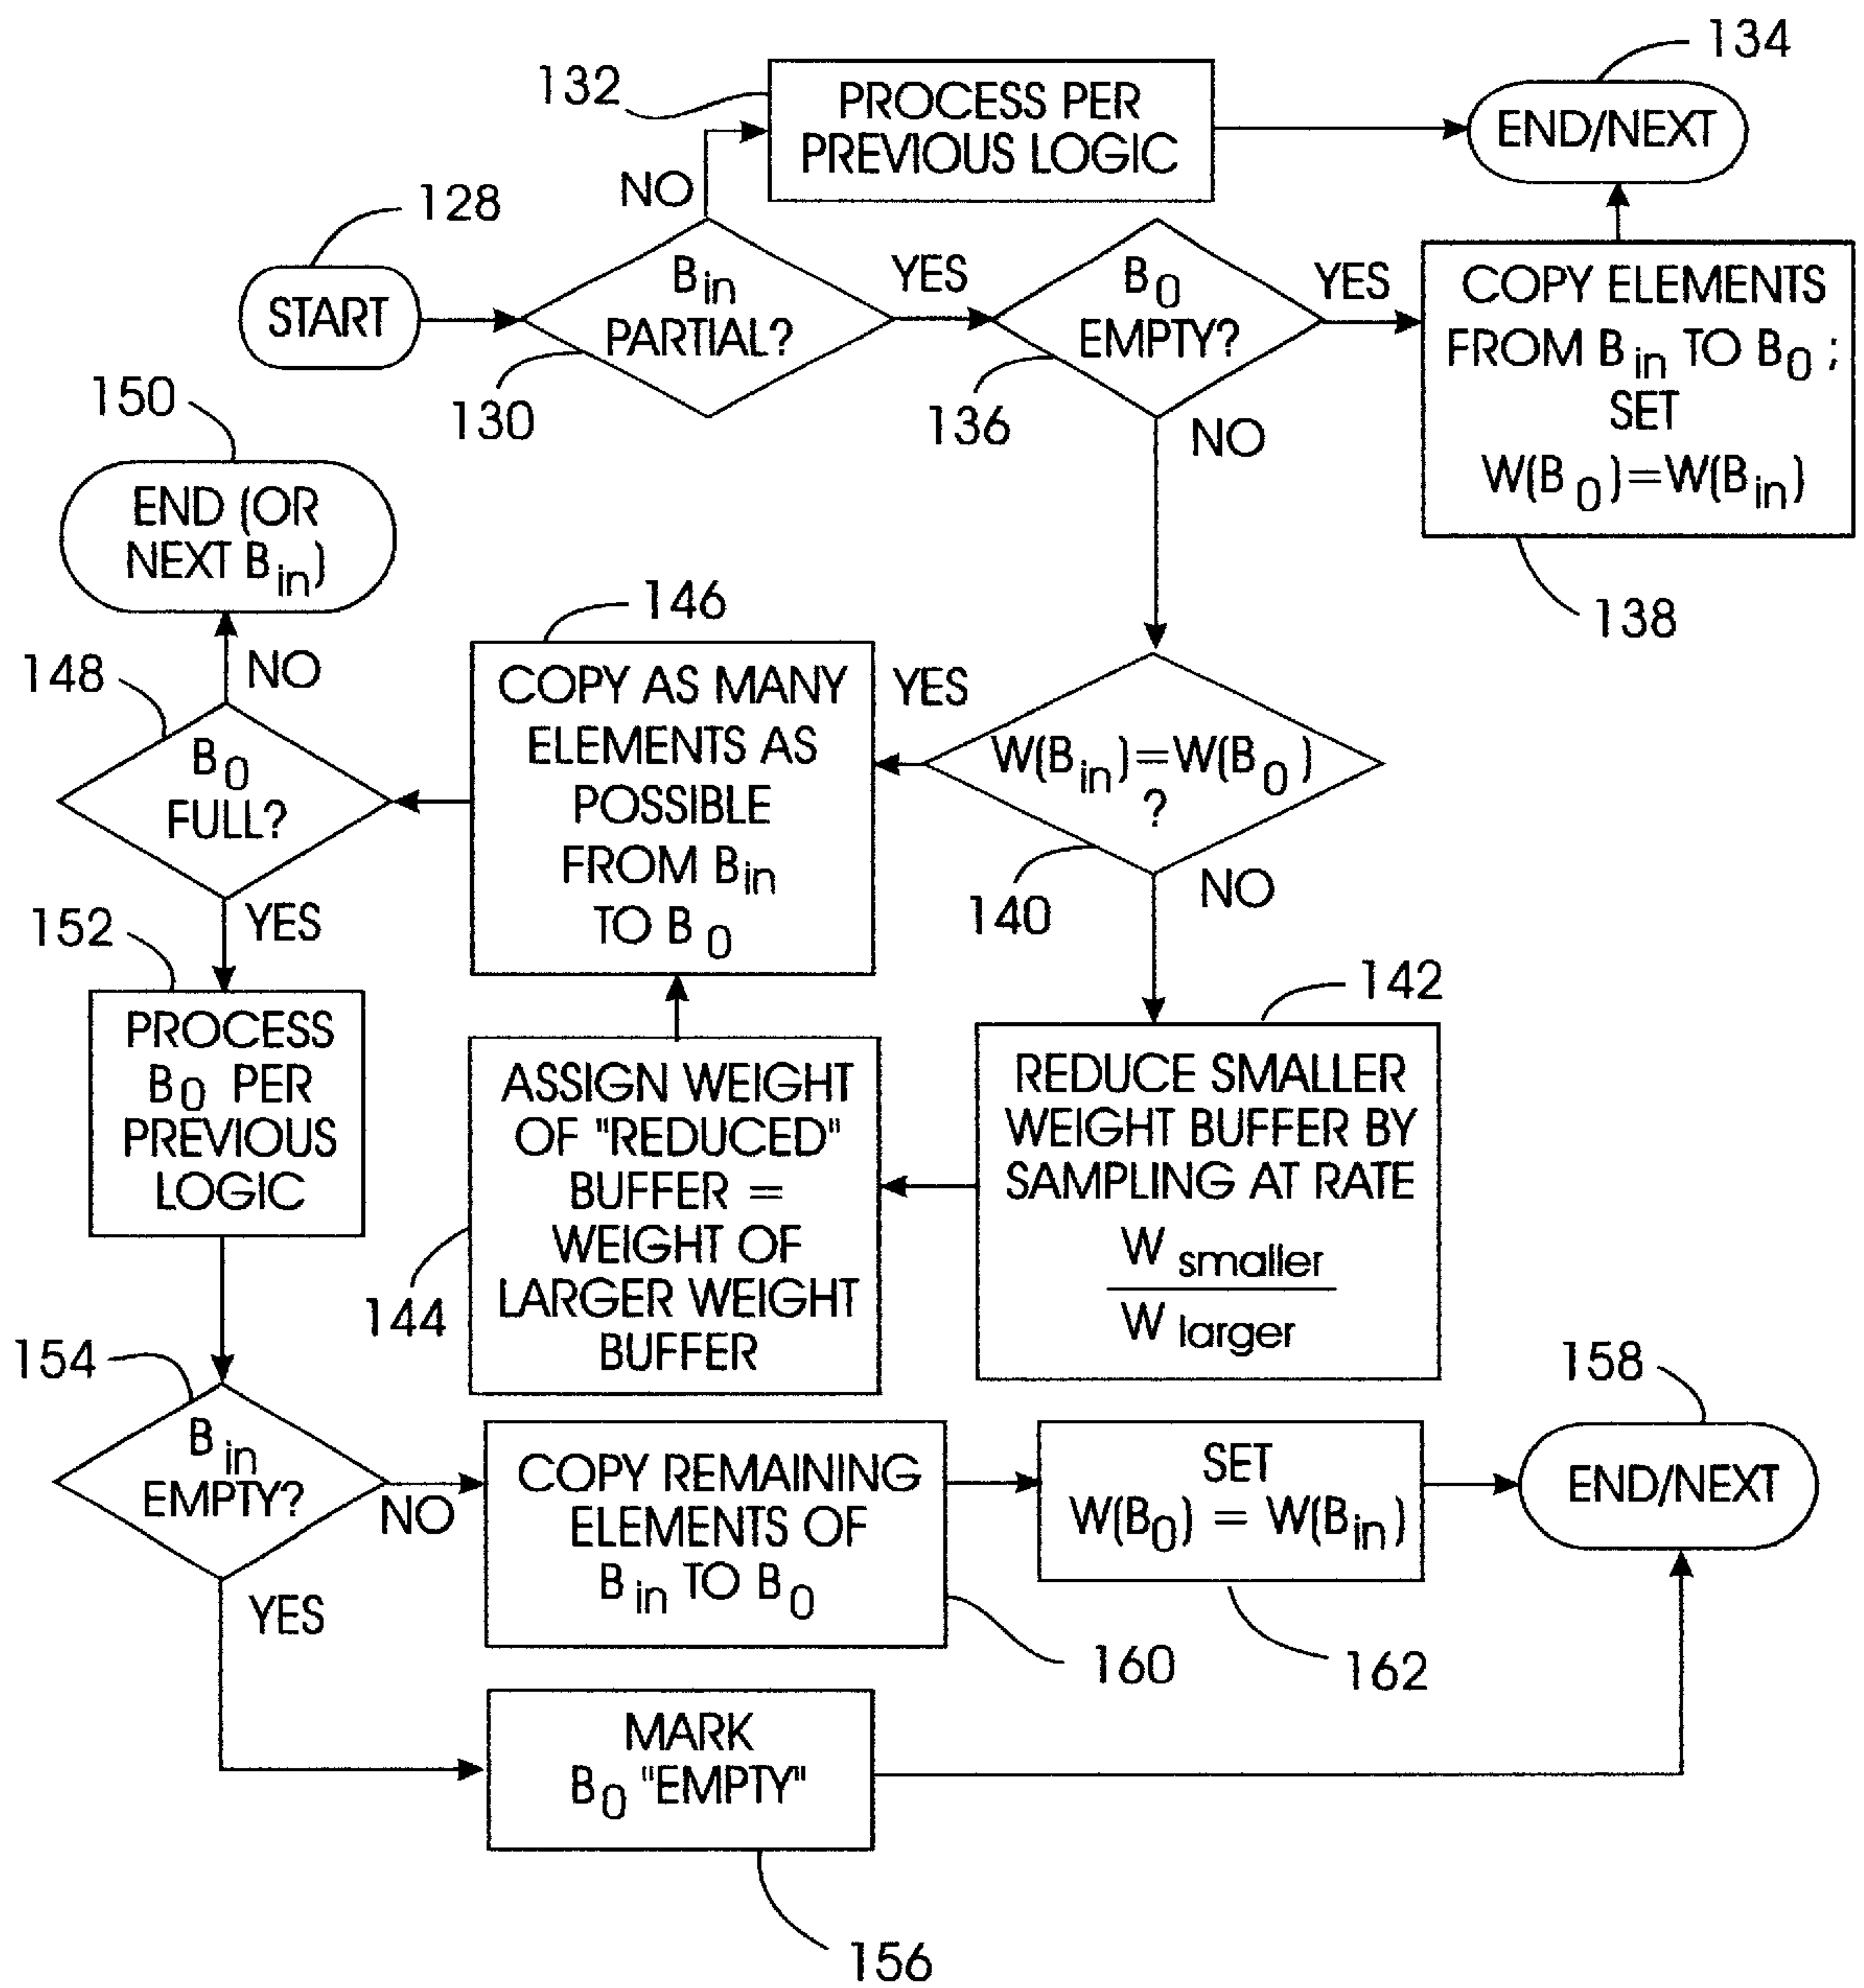 134
132
PROCESS PER
PREVIOUS LOGIC
END/NEXT
NO
128
START
B in
PARTIAL?
130
YES
B 0
EMPTY?
136
YES
NO
COPY ELEMENTS
FROM B in TO B 0 ;
SET
W(B 0 )=W(B in )
138
150
END (OR
NEXT B in )
148
NO
B 0
FULL?
146
COPY AS MANY
ELEMENTS AS
POSSIBLE
FROM B in
TO B 0
YES
W(B in )=W(B 0 )
?
140
NO
152
YES
PROCESS
B 0 PER
PREVIOUS
LOGIC
ASSIGN WEIGHT
OF "REDUCED"
BUFFER =
WEIGHT OF
LARGER WEIGHT
BUFFER
144
142
REDUCE SMALLER
WEIGHT BUFFER BY
SAMPLING AT RATE
W smaller
W larger
154
B in
EMPTY?
NO
YES
COPY REMAINING
ELEMENTS OF
B in TO B 0
160
SET
W(B 0 ) = W(B in )
162
158
END/NEXT
MARK
B 0 "EMPTY"
156